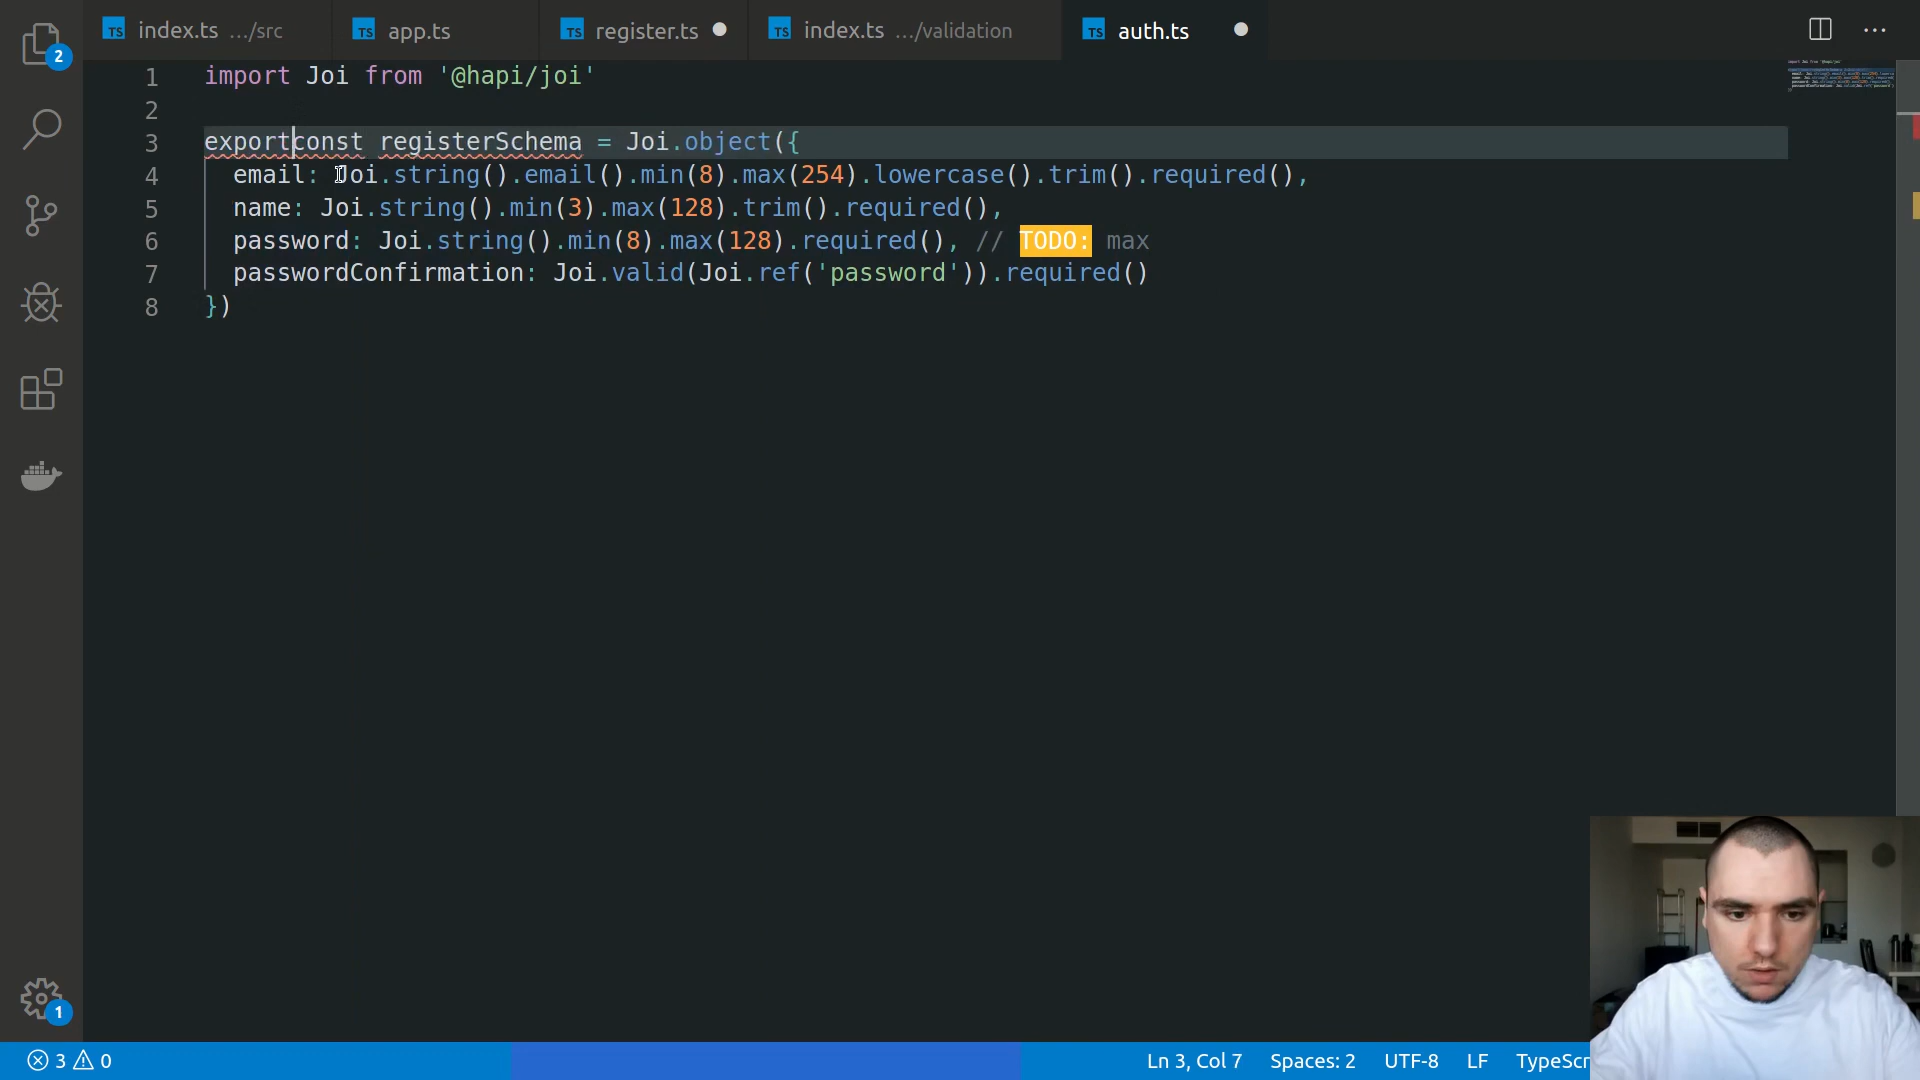 index.ts …/src
app.ts
register.ts
index.ts …/validation
auth.ts
2
1 import Joi from '@hapi/joi'
2
3 exportconst registerSchema = Joi.object({
4 email: Joi.string().email().min(8).max(254).lowercase().trim().required(),
5 name: Joi.string().min(3).max(128).trim().required(),
6 password: Joi.string().min(8).max(128).required(), // TODO: max
7 passwordConfirmation: Joi.valid(Joi.ref('password')).required()
8 })
1
3 0 Ln 3, Col 7 Spaces: 2 UTF-8 LF TypeScr